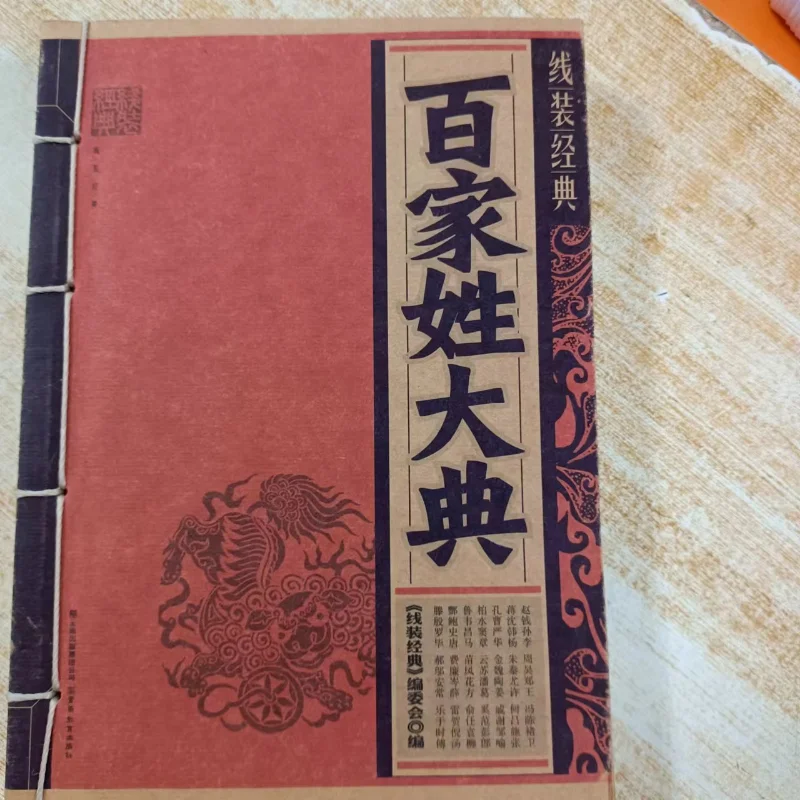 线装经典
百家姓大典
赵钱孙李 周吴郑王 冯陈褚卫
蒋沈韩杨 朱秦尤许 何吕施张
孔曹严华 金魏陶姜 戚谢邹喻
柏水窦章 云苏潘葛 奚范彭郎
鲁韦昌马 苗凤花方 俞任袁柳
酆鲍史唐 费廉岑薛 雷贺倪汤
滕殷罗毕 郝邬安常 乐于时傅
《线装经典》编委会◎编